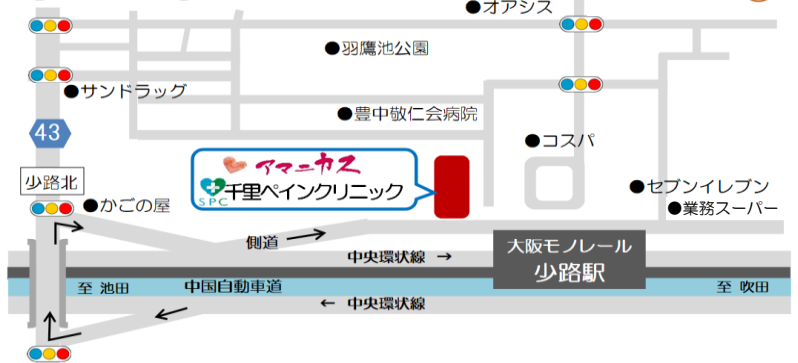 ●オアシス
●羽鷹池公園
●サンドラッグ
●豊中敬仁会病院
43
●コスパ
アマニカス
SPC
千里ペインクリニック
少路北
●セブンイレブン
●かごの屋
●業務スーパー
側道 →
中央環状線 →
大阪モノレール
少路駅
至 池田
中国自動車道
至 吹田
← 中央環状線